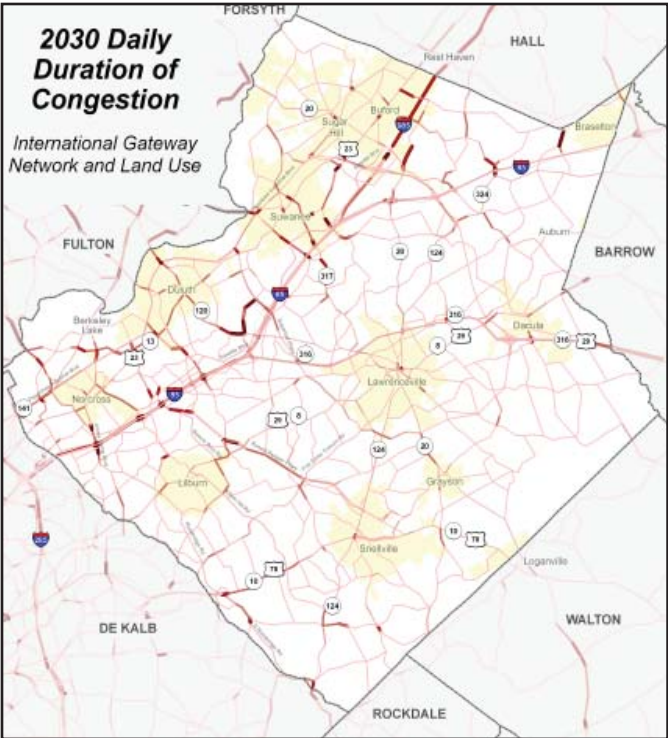 FORSYTH
2030 Daily
Duration of
Congestion
International Gateway
Network and Land Use
HALL
Rest Haven
20
Buford
Sugar
Hill
985
Braselton
23
85
324
Suwanee
FULTON
Auburn
BARROW
20
124
317
Duluth
85
120
316
29
Dacula
Berkeley
Lake
13
8
316
29
23
316
Lawrenceville
85
141
Norcross
29
8
124
20
Lilburn
Grayson
285
10
78
Snellville
Loganville
78
10
124
WALTON
DE KALB
ROCKDALE